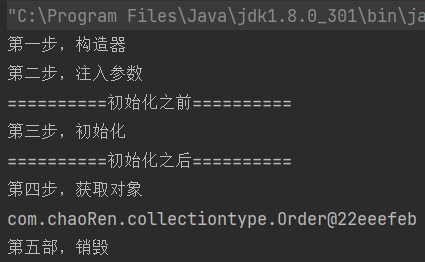 "C:\Program Files\Java\jdk1.8.0_301\bin\ja
第一步，构造器
第二步，注入参数
==========初始化之前==========
第三步，初始化
==========初始化之后==========
第四步，获取对象
com.chaoRen.collectiontype.Order@22eeefeb
第五部，销毁